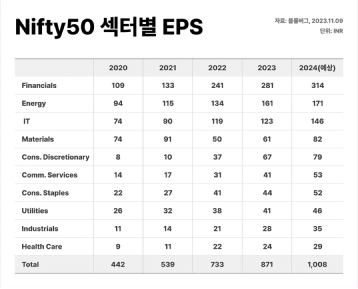 Nifty50 섹터별 EPS
자료: 블룸버그, 2023.11.09
단위: INR
2020 2021 2022 2023 2024(예상)
Financials 109 133 241 281 314
Energy 94 115 134 161 171
IT 74 90 119 123 146
Materials 74 91 50 61 82
Cons. Discretionary 8 10 37 67 79
Comm. Services 14 17 31 41 53
Cons. Staples 22 27 41 44 52
Utilities 26 32 38 41 46
Industrials 11 14 21 28 35
Health Care 9 11 22 24 29
Total 442 539 733 871 1,008